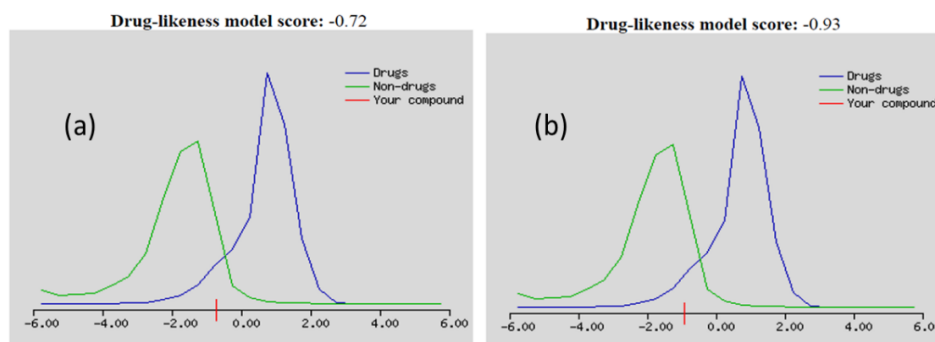 Drug-likeness model score: -0.72
Drugs
Non-drugs
Your compound
(a)
-6.00 -4.00 -2.00 0.00 2.00 4.00 6.00
Drug-likeness model score: -0.93
Drugs
Non-drugs
Your compound
(b)
-6.00 -4.00 -2.00 0.00 2.00 4.00 6.00